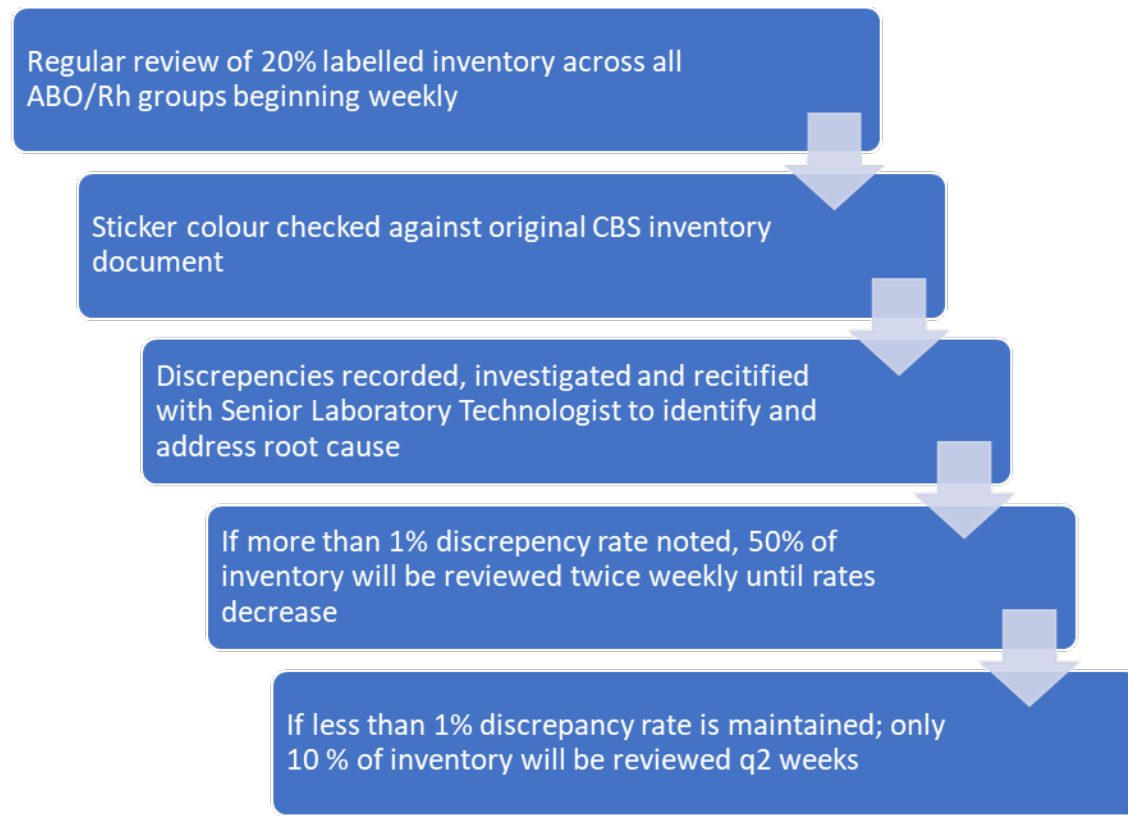 Regular review of 20% labelled inventory across all
ABO/Rh groups beginning weekly
Sticker colour checked against original CBS inventory
document
Discrepencies recorded, investigated and recitified
with Senior Laboratory Technologist to identify and
address root cause
If more than 1% discrepency rate noted, 50% of
inventory will be reviewed twice weekly until rates
decrease
If less than 1% discrepancy rate is maintained; only
10 % of inventory will be reviewed q2 weeks